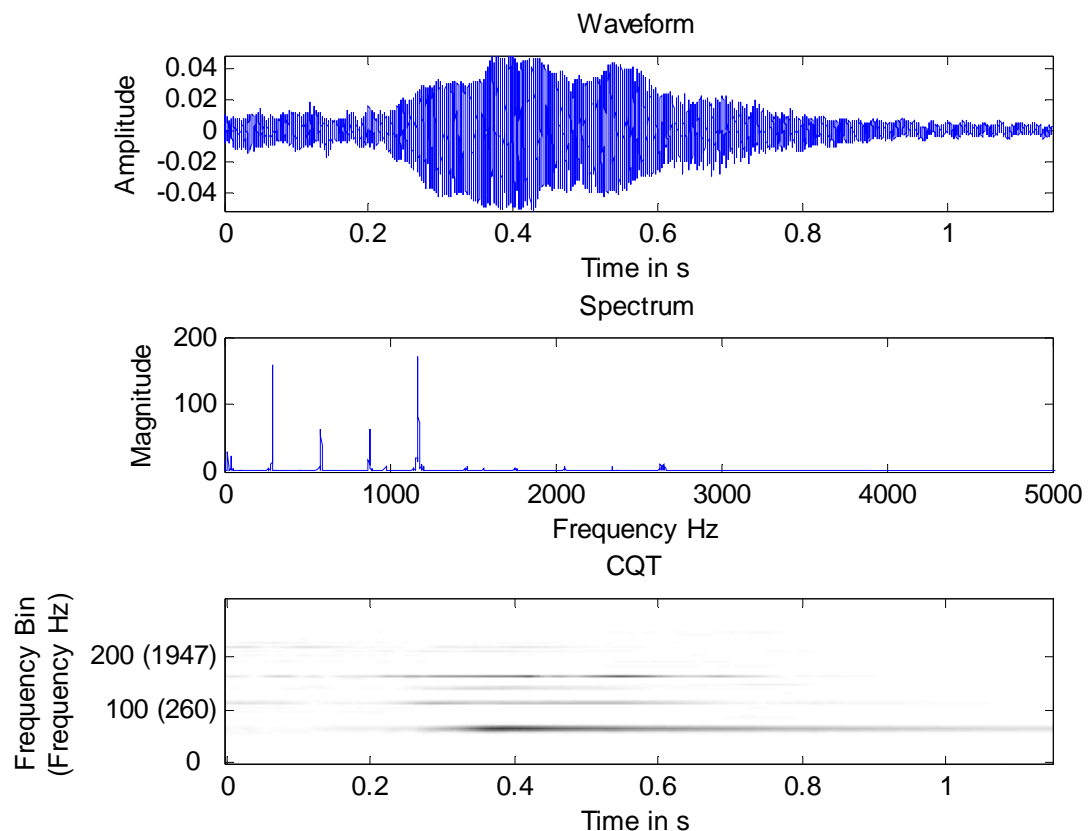 Waveform
Amplitude
0.04
0.02
0
-0.02
-0.04
0 0.2 0.4 0.6 0.8 1
Time in s
Spectrum
Magnitude
200
100
0
0 1000 2000 3000 4000 5000
Frequency Hz
CQT
Frequency Bin
(Frequency Hz)
200 (1947)
100 (260)
0
0 0.2 0.4 0.6 0.8 1
Time in s